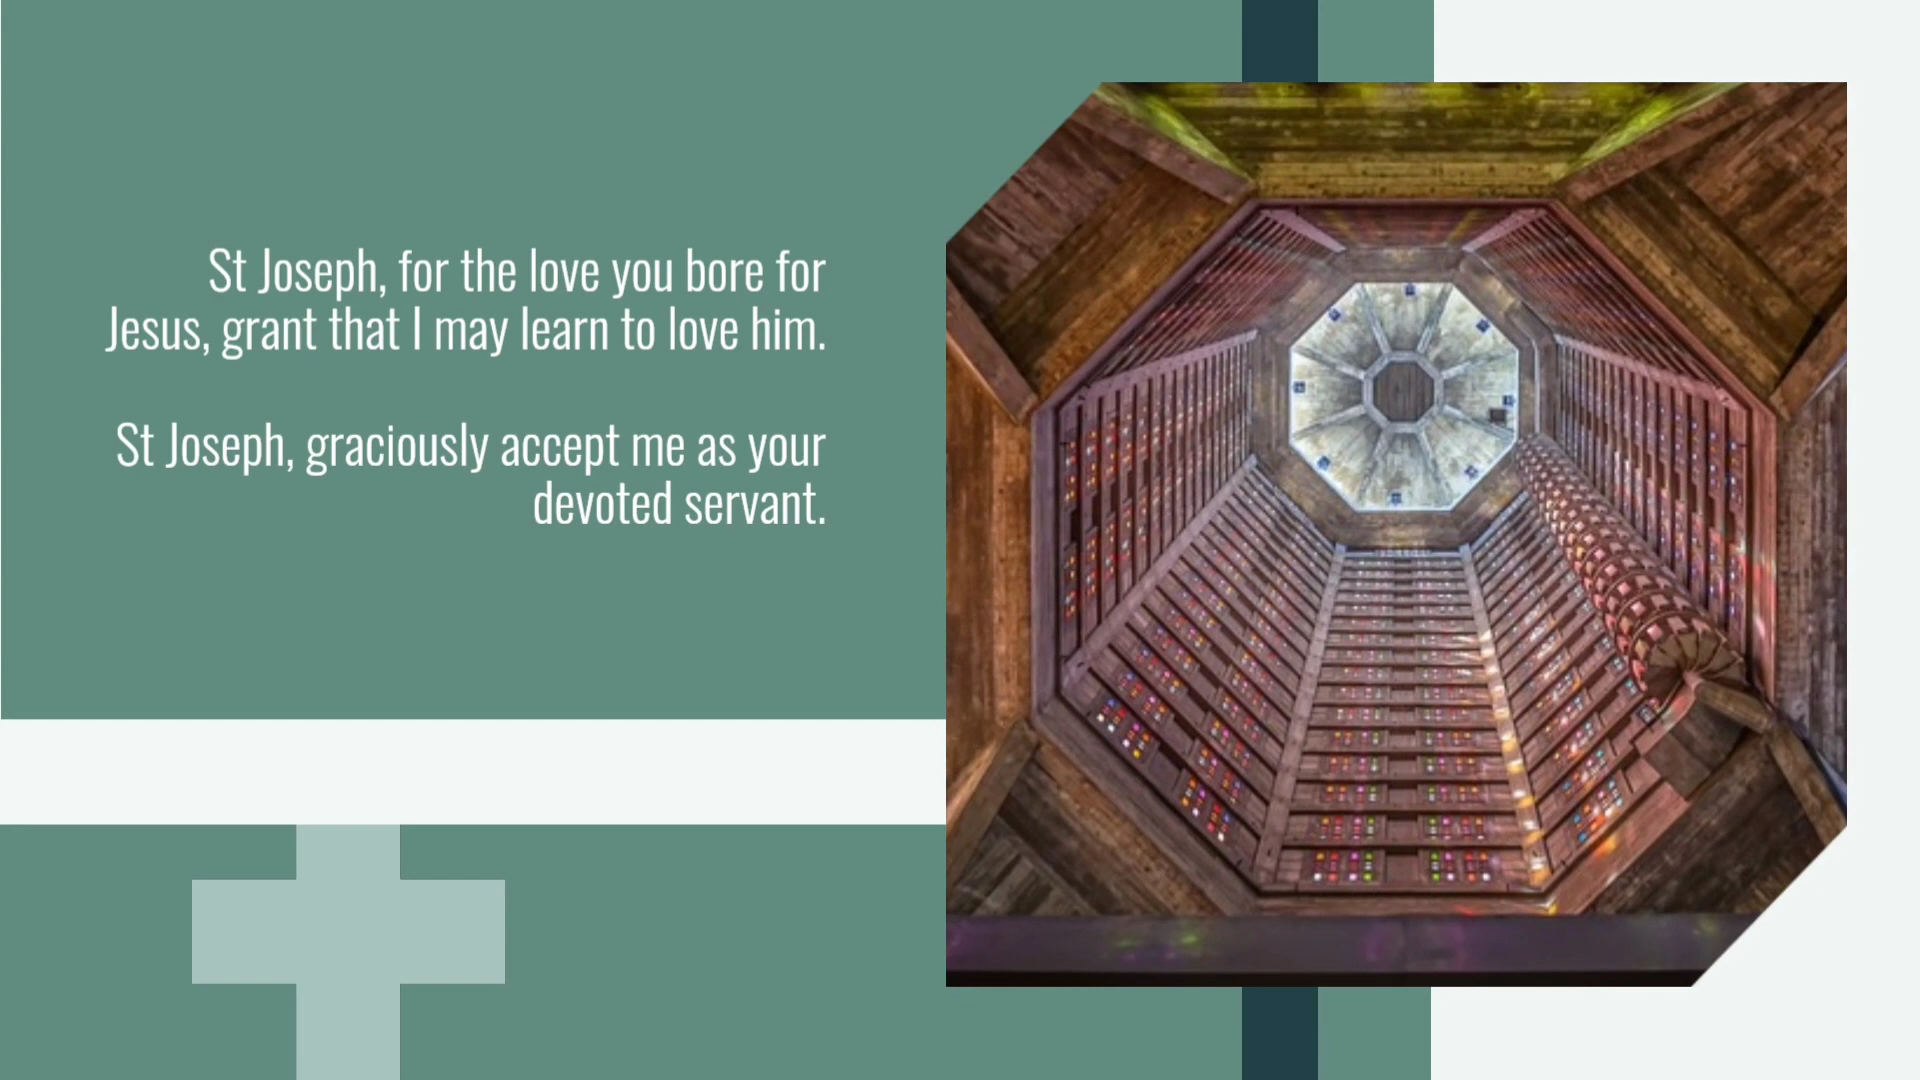 St Joseph, for the love you bore for
Jesus, grant that I may learn to love him.
St Joseph, graciously accept me as your
devoted servant.